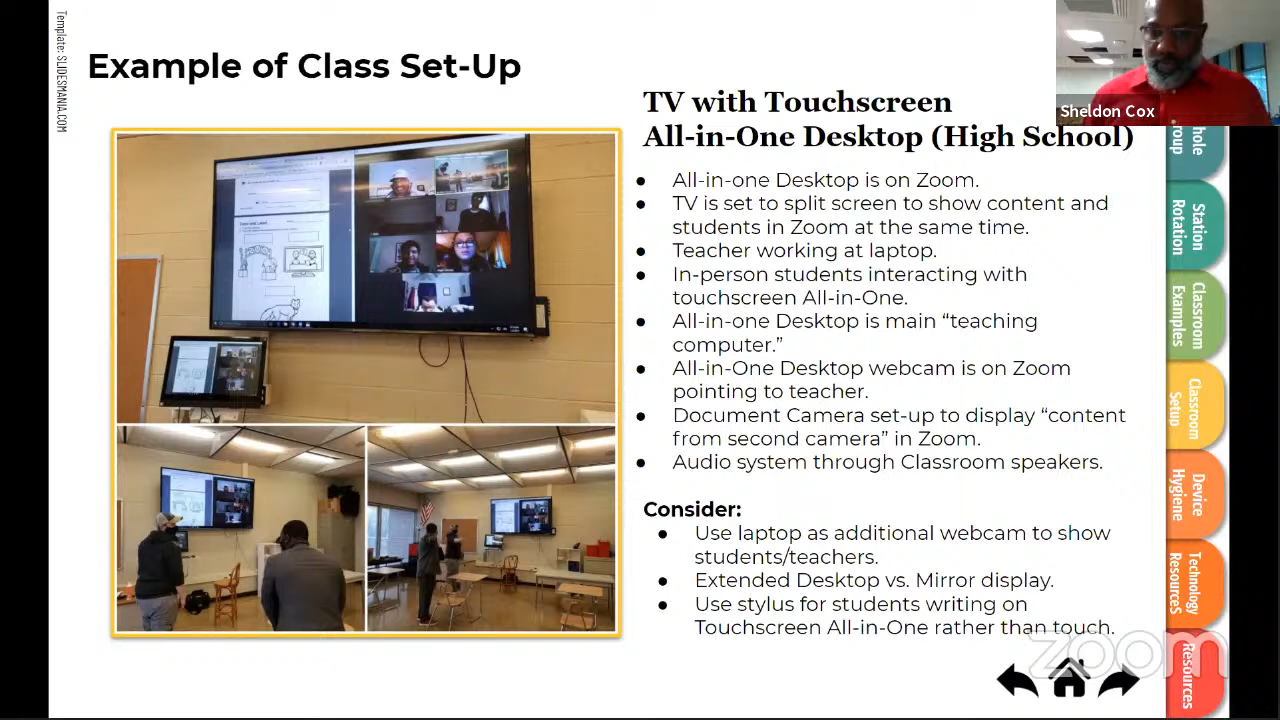 Template: SLIDESMANIA.COM
Example of Class Set-Up
Sheldon Cox
TV with Touchscreen
All-in-One Desktop (High School)
● All-in-one Desktop is on Zoom.
● TV is set to split screen to show content and
students in Zoom at the same time.
● Teacher working at laptop.
● In-person students interacting with
touchscreen All-in-One.
● All-in-one Desktop is main “teaching
computer.”
● All-in-One Desktop webcam is on Zoom
pointing to teacher.
● Document Camera set-up to display “content
from second camera” in Zoom.
● Audio system through Classroom speakers.
Consider:
● Use laptop as additional webcam to show
students/teachers.
● Extended Desktop vs. Mirror display.
● Use stylus for students writing on
Touchscreen All-in-One rather than touch.
Station
Rotation
Classroom
Examples
Classroom
Setup
Device
Hygiene
Technology
ResourceS
Resources
zoom